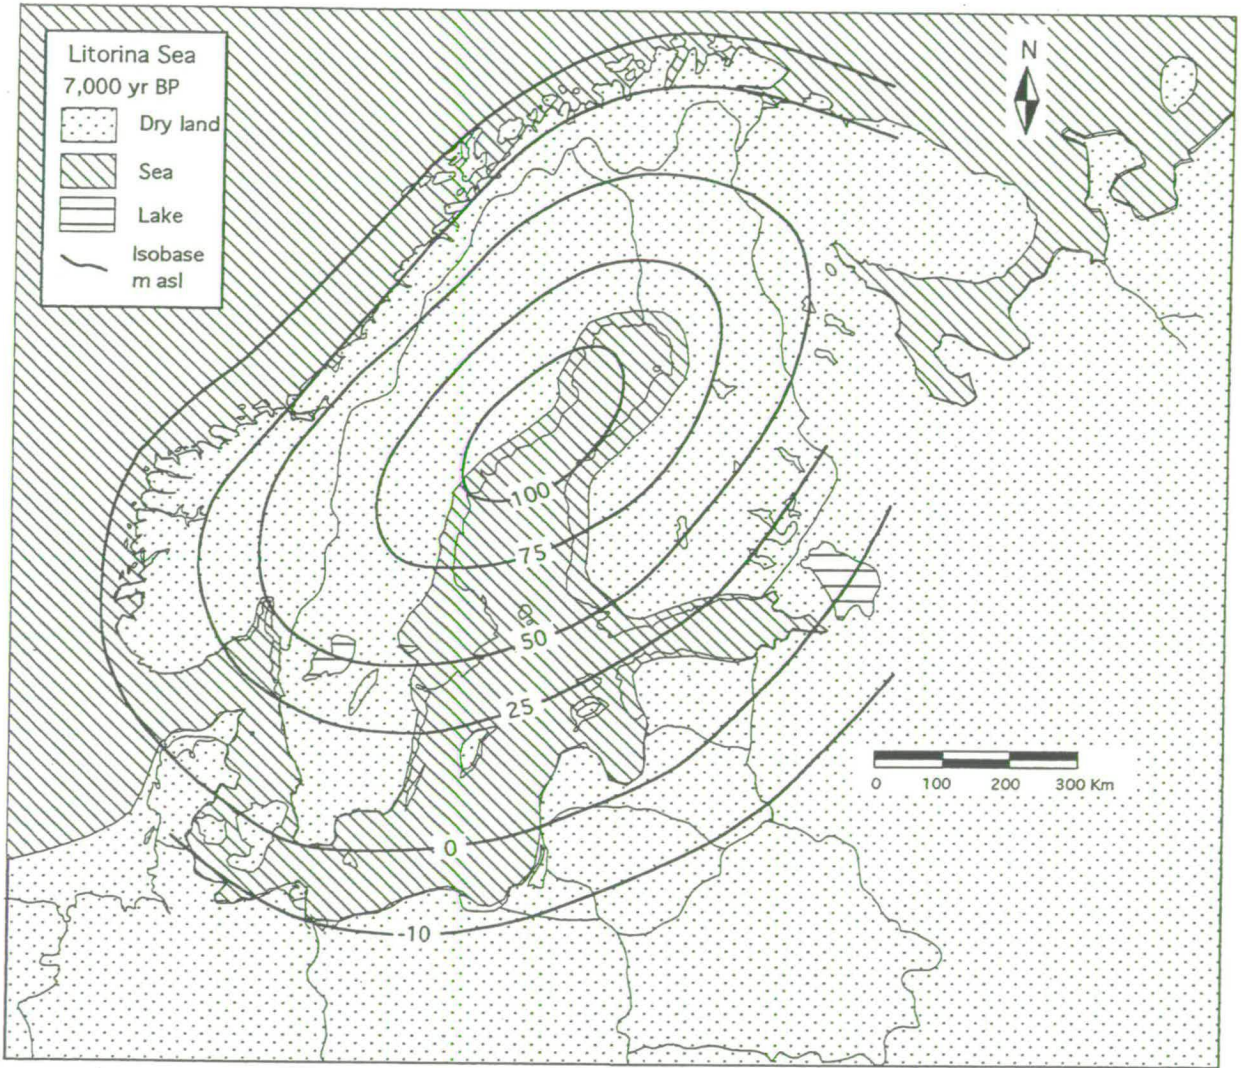 Litorina Sea
7,000 yr BP
Dry land
Sea
Lake
Isobase
m asl
N
100
75
50
25
0
-10
0 100 200 300 Km